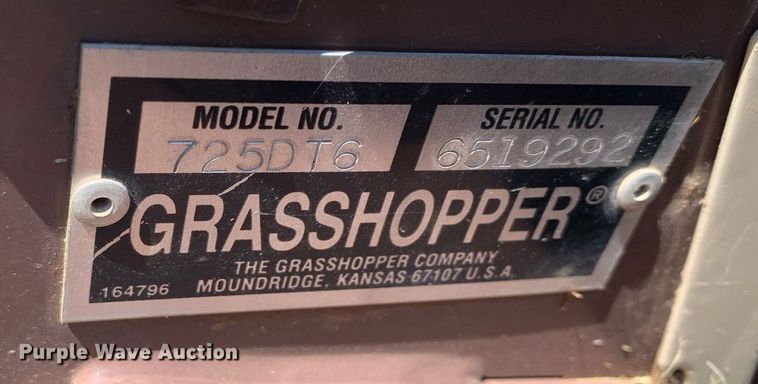 MODEL NO. SERIAL NO.
725DT6 6519292
GRASSHOPPER®
THE GRASSHOPPER COMPANY
164796 MOUNDRIDGE, KANSAS 67107 U.S.A.
Purple Wave Auction